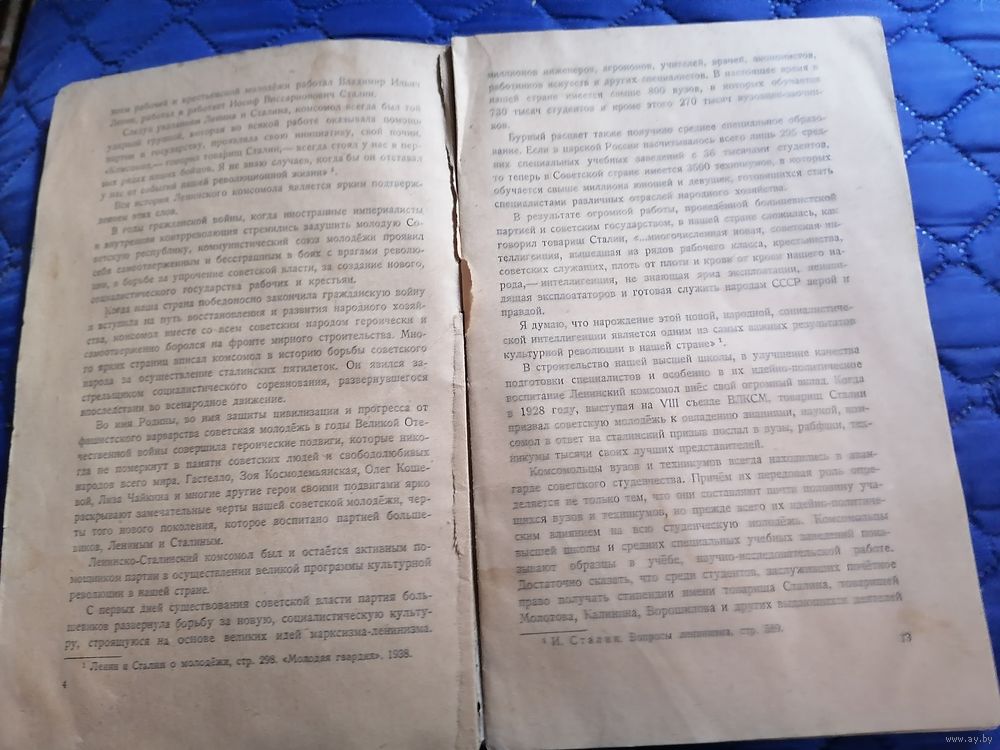 нием рабочей и крестьянской молодёжи работал Владимир Ильич
Ленин, работал и работает Иосиф Виссарионович Сталин.
Следуя указаниям Ленина и Сталина, комсомол всегда был той
ударной группой, которая во всякой работе оказывала помощь
партии и государству, проявляла свою инициативу, свой почин.
«Комсомол,— говорил товарищ Сталин,— всегда стоял у нас в пер-
вых рядах наших бойцов. Я не знаю случаев, когда бы он отставал
у нас от событий нашей революционной жизни» ¹.
Вся история Ленинского комсомола является ярким подтверж-
дением этих слов.
В годы гражданской войны, когда иностранные империалисты
и внутренняя контрреволюция стремились задушить молодую Со-
ветскую республику, коммунистический союз молодёжи проявил
себя самоотверженным и бесстрашным в боях с врагами револю-
ции, в борьбе за упрочение советской власти, за создание нового,
социалистического государства рабочих и крестьян.
Когда наша страна победоносно закончила гражданскую войну
и вступила на путь восстановления и развития народного хозяй-
ства, комсомол вместе со всем советским народом героически и
самоотверженно боролся на фронте мирного строительства. Мно-
го ярких страниц вписал комсомол в историю борьбы советского
народа за осуществление сталинских пятилеток. Он явился за-
стрельщиком социалистического соревнования, развернувшегося
впоследствии во всенародное движение.
Во имя Родины, во имя защиты цивилизации и прогресса от
фашистского варварства советская молодёжь в годы Великой Оте-
чественной войны совершила героические подвиги, которые нико-
гда не померкнут в памяти советских людей и свободолюбивых
народов всего мира. Гастелло, Зоя Космодемьянская, Олег Коше-
вой, Лиза Чайкина и многие другие герои своими подвигами ярко
раскрывают замечательные черты нашей советской молодёжи, чер-
ты того нового поколения, которое воспитано партией больше-
виков, Лениным и Сталиным.
Ленинско-Сталинский комсомол был и остаётся активным по-
мощником партии в осуществлении великой программы культурной
революции в нашей стране.
С первых дней существования советской власти партия боль-
шевиков развернула борьбу за новую, социалистическую культу-
ру, строящуюся на основе великих идей марксизма-ленинизма.
¹ Ленин и Сталин о молодёжи, стр. 298. «Молодая гвардия». 1938.
4
миллионов инженеров, агрономов, учителей, врачей, экономистов,
работников искусств и других специалистов. В настоящее время в
нашей стране имеется свыше 800 вузов, в которых обучается
730 тысяч студентов и кроме этого 270 тысяч вузовцев-заочни-
ков.
Бурный расцвет также получило среднее специальное образо-
вание. Если в царской России насчитывалось всего лишь 295 сред-
них специальных учебных заведений с 36 тысячами студентов,
то теперь в Советской стране имеется 3500 техникумов, в которых
обучается свыше миллиона юношей и девушек, готовящихся стать
специалистами различных отраслей народного хозяйства.
В результате огромной работы, проведённой большевистской
партией и советским государством, в нашей стране сложилась, как
говорил товарищ Сталин, «...многочисленная новая, советская ин-
теллигенция, вышедшая из рядов рабочего класса, крестьянства,
советских служащих, плоть от плоти и кровь от крови нашего на-
рода,— интеллигенция, не знающая ярма эксплоатации, ненави-
дящая эксплоататоров и готовая служить народам СССР верой и
правдой.
Я думаю, что нарождение этой новой, народной, социалистиче-
ской интеллигенции является одним из самых важных результатов
культурной революции в нашей стране» ¹.
В строительство нашей высшей школы, в улучшение качества
подготовки специалистов и особенно в их идейно-политическое
воспитание Ленинский комсомол внёс свой огромный вклад. Когда
в 1928 году, выступая на VIII съезде ВЛКСМ, товарищ Сталин
призвал советскую молодёжь к овладению знаниями, наукой, ком-
сомол в ответ на сталинский призыв послал в вузы, рабфаки, тех-
никумы тысячи своих лучших представителей.
Комсомольцы вузов и техникумов всегда находились в аван-
гарде советского студенчества. Причём их передовая роль опре-
деляется не только тем, что они составляют почти половину уча-
щихся вузов и техникумов, но прежде всего их идейно-политиче-
ским влиянием на всю студенческую молодёжь. Комсомольцы
высшей школы и средних специальных учебных заведений пока-
зывают образцы в учёбе, научно-исследовательской работе.
Достаточно сказать, что среди студентов, заслуживших почётное
право получать стипендии имени товарища Сталина, товарищей
Молотова, Калинина, Ворошилова и других выдающихся деятелей
¹ И. Сталин. Вопросы ленинизма, стр. 589.
13
www.ay.by